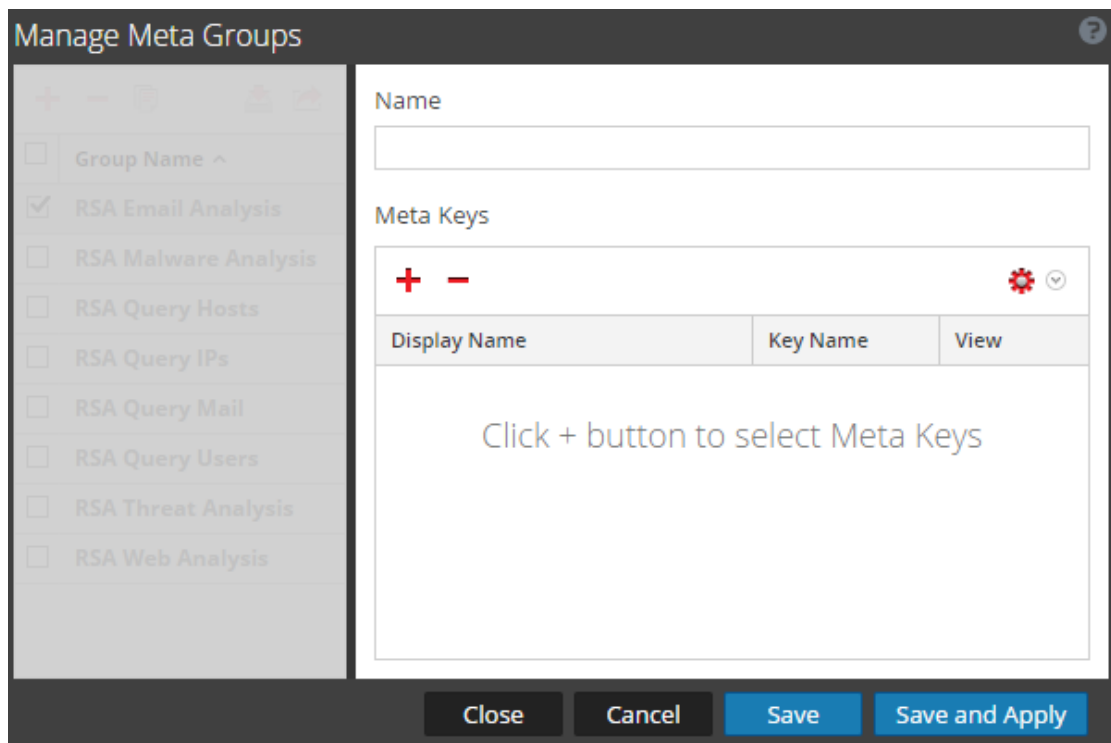 Manage Meta Groups
?
Group Name
RSA Email Analysis
RSA Malware Analysis
RSA Query Hosts
RSA Query IPs
RSA Query Mail
RSA Query Users
RSA Threat Analysis
RSA Web Analysis
Name
Meta Keys
Display Name Key Name View
Click + button to select Meta Keys
Close Cancel Save Save and Apply